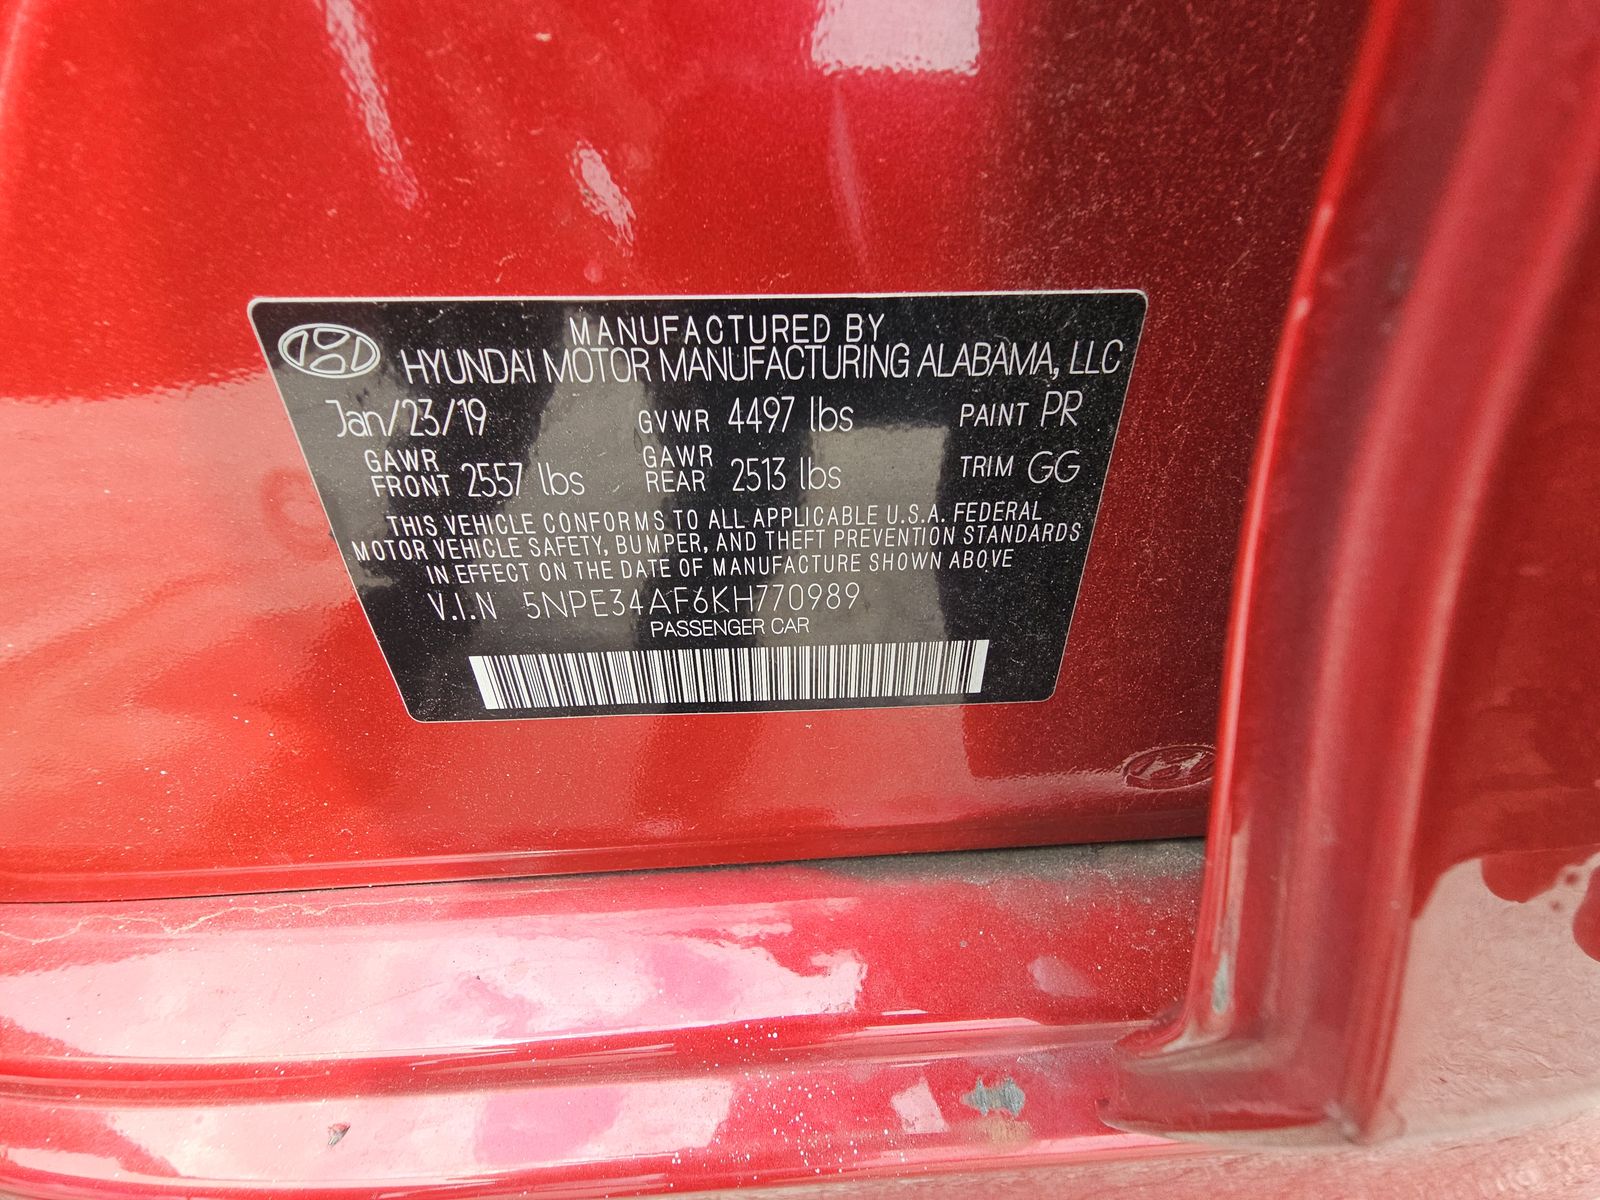 MANUFACTURED BY
HYUNDAI MOTOR MANUFACTURING ALABAMA, LLC
Jan/23/19 GVWR 4497 lbs PAINT PR
GAWR FRONT 2557 lbs GAWR REAR 2513 lbs TRIM GG
THIS VEHICLE CONFORMS TO ALL APPLICABLE U.S.A. FEDERAL
MOTOR VEHICLE SAFETY, BUMPER, AND THEFT PREVENTION STANDARDS
IN EFFECT ON THE DATE OF MANUFACTURE SHOWN ABOVE
V.I.N 5NPE34AF6KH770989
PASSENGER CAR